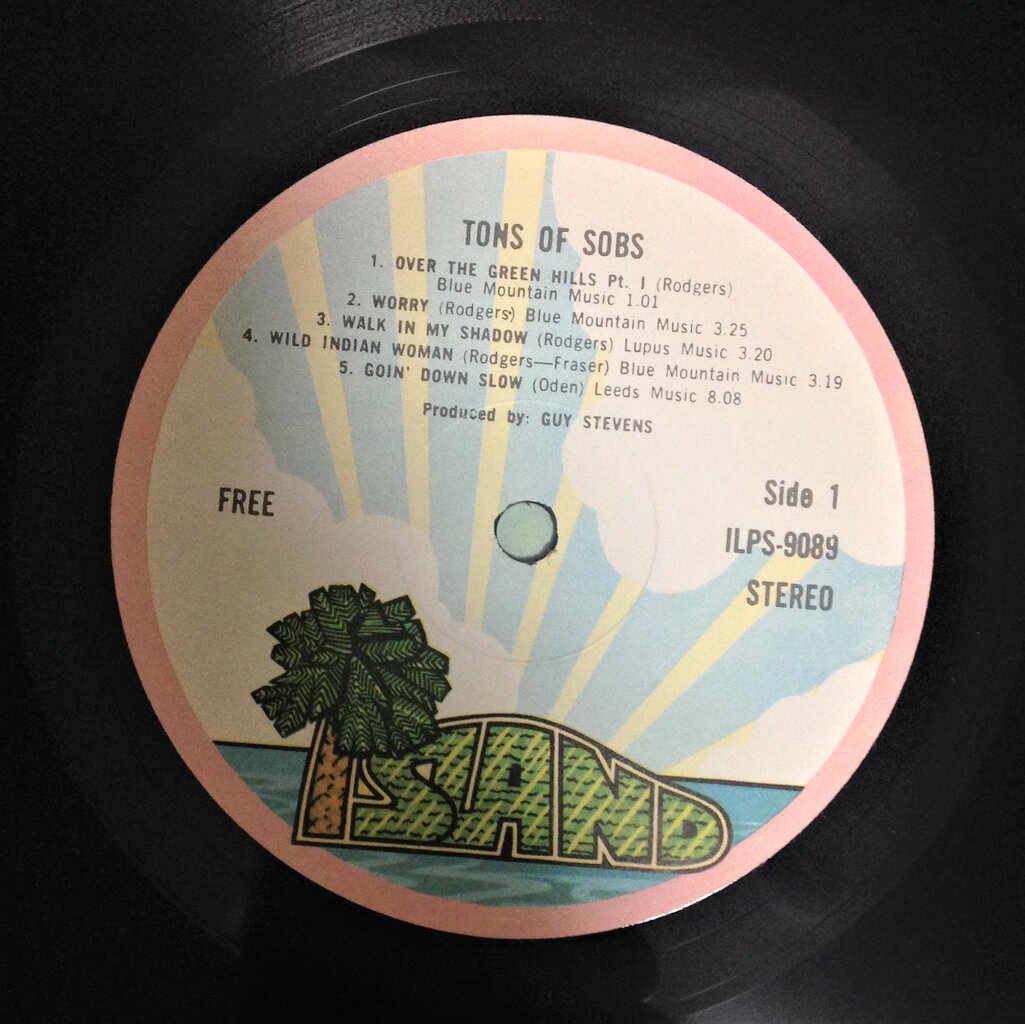 TONS OF SOBS
1. OVER THE GREEN HILLS Pt. I (Rodgers)
Blue Mountain Music 1.01
2. WORRY (Rodgers) Blue Mountain Music 3.25
3. WALK IN MY SHADOW (Rodgers) Lupus Music 3.20
4. WILD INDIAN WOMAN (Rodgers—Fraser) Blue Mountain Music 3.19
5. GOIN' DOWN SLOW (Oden) Leeds Music 8.08
Produced by: GUY STEVENS
FREE
Side 1
ILPS-9089
STEREO
ISLAND